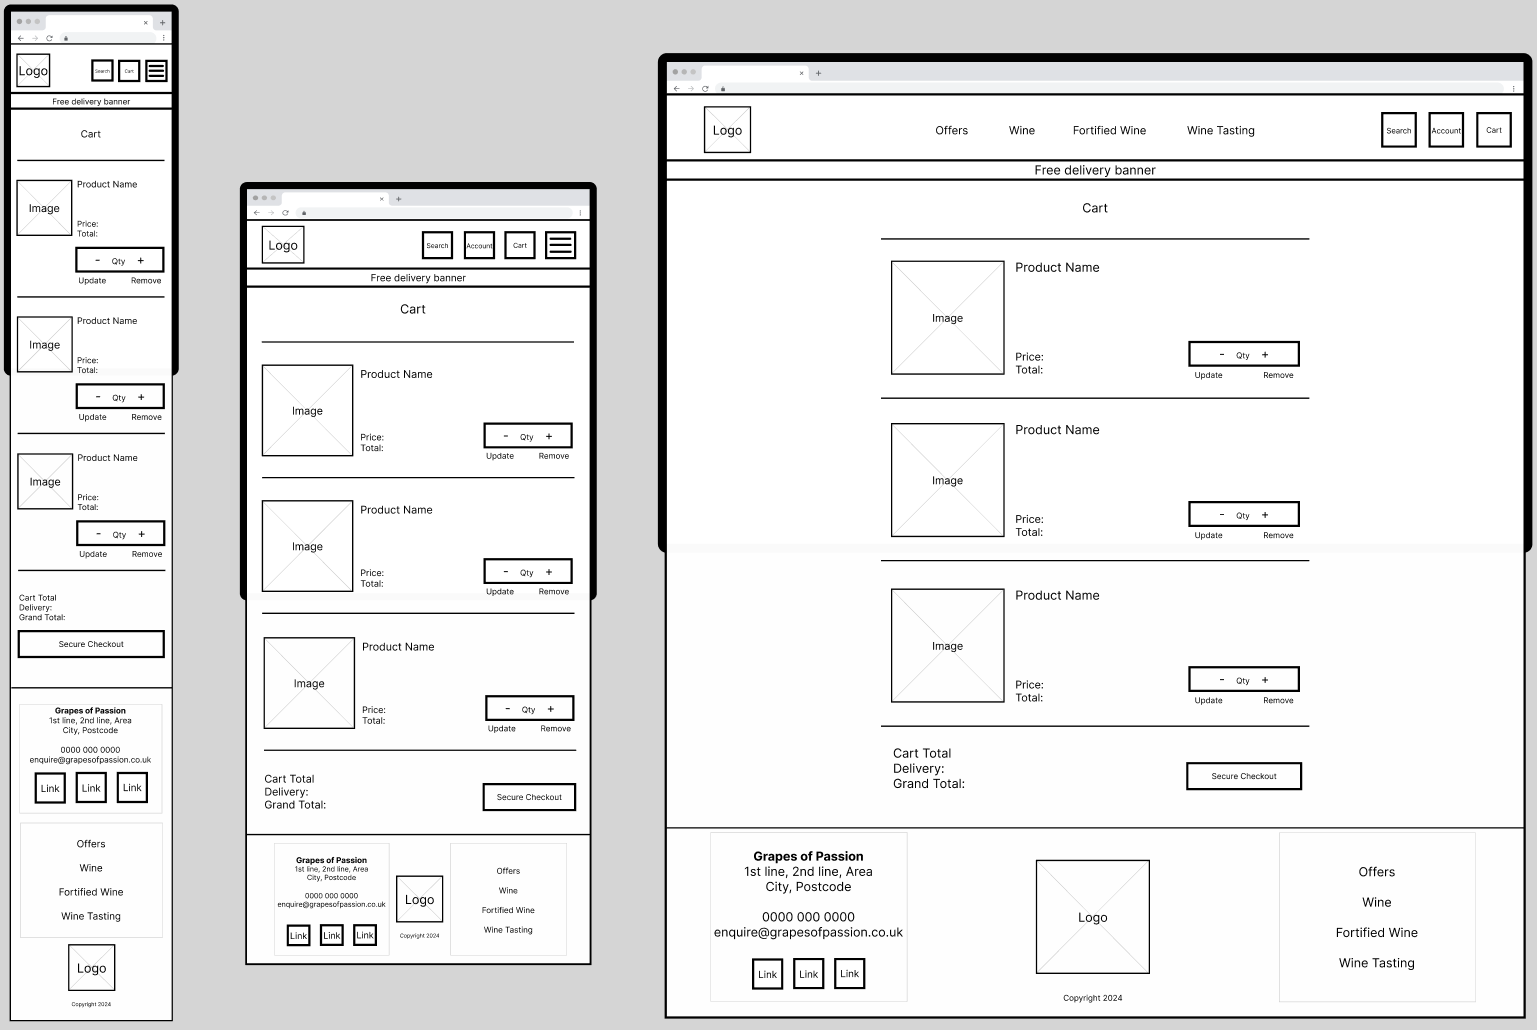 Logo
Search
Cart
Free delivery banner
Cart
Image
Product Name
Price:
Total:
- Qty +
Update Remove
Image
Product Name
Price:
Total:
- Qty +
Update Remove
Image
Product Name
Price:
Total:
- Qty +
Update Remove
Cart Total
Delivery:
Grand Total:
Secure Checkout
Grapes of Passion
1st line, 2nd line, Area
City, Postcode
0000 000 0000
enquire@grapesofpassion.co.uk
Link Link Link
Offers
Wine
Fortified Wine
Wine Tasting
Logo
Copyright 2024
Logo
Search Account Cart
Free delivery banner
Cart
Image
Product Name
Price:
Total:
- Qty +
Update Remove
Image
Product Name
Price:
Total:
- Qty +
Update Remove
Image
Product Name
Price:
Total:
- Qty +
Update Remove
Cart Total
Delivery:
Grand Total:
Secure Checkout
Grapes of Passion
1st line, 2nd line, Area
City, Postcode
0000 000 0000
enquire@grapesofpassion.co.uk
Link Link Link
Logo
Copyright 2024
Offers
Wine
Fortified Wine
Wine Tasting
Logo
Offers Wine Fortified Wine Wine Tasting
Search Account Cart
Free delivery banner
Cart
Image
Product Name
Price:
Total:
- Qty +
Update Remove
Image
Product Name
Price:
Total:
- Qty +
Update Remove
Image
Product Name
Price:
Total:
- Qty +
Update Remove
Cart Total
Delivery:
Grand Total:
Secure Checkout
Grapes of Passion
1st line, 2nd line, Area
City, Postcode
0000 000 0000
enquire@grapesofpassion.co.uk
Link Link Link
Logo
Copyright 2024
Offers
Wine
Fortified Wine
Wine Tasting